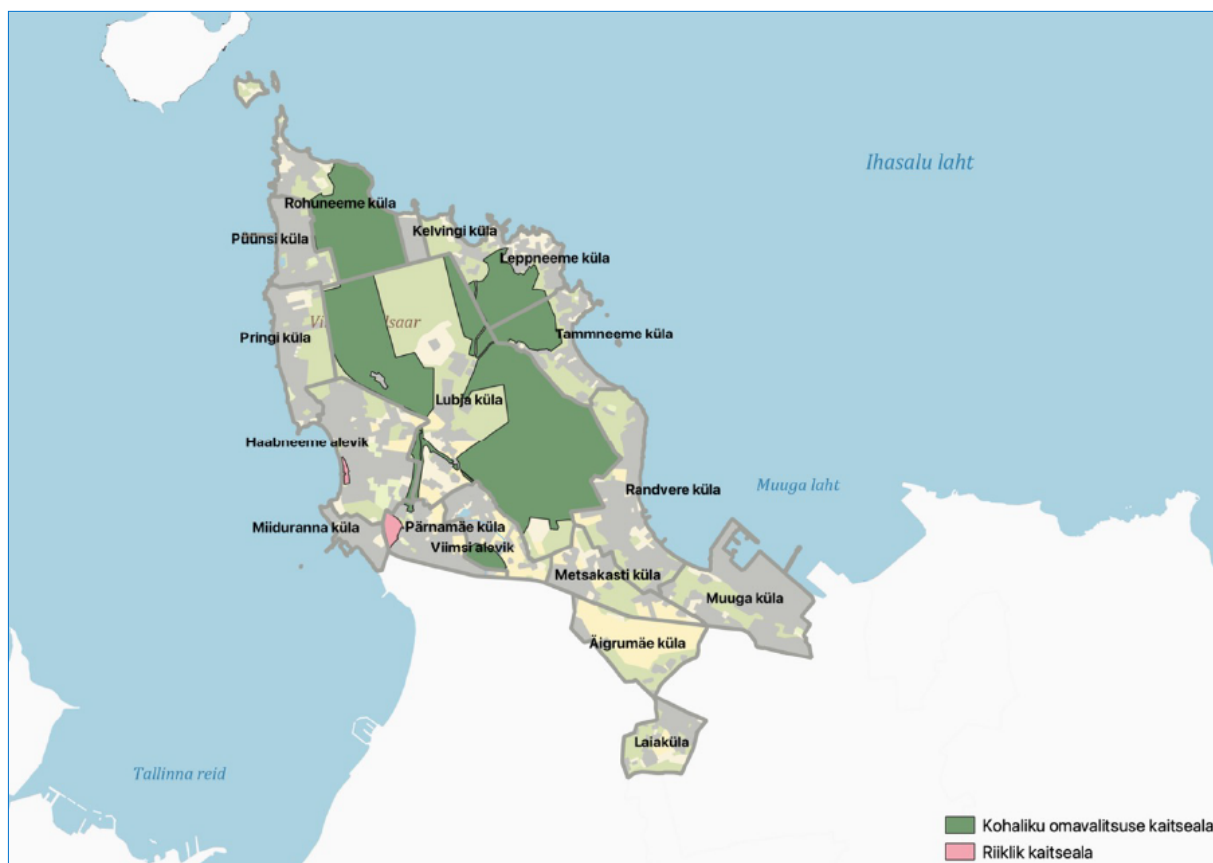 Ihasalu laht
Rohuneeme küla
Kelvingi küla
Püünsi küla
Leppneeme küla
Pringi küla
Tammneeme küla
Lubja küla
Haabneeme alevik
Muuga laht
Randvere küla
Miiduranna küla
Pärnamäe küla
Viimsi alevik
Metsakasti küla
Muuga küla
Äigrumäe küla
Laiaküla
Tallinna reid
Kohaliku omavalitsuse kaitseala
Riiklik kaitseala